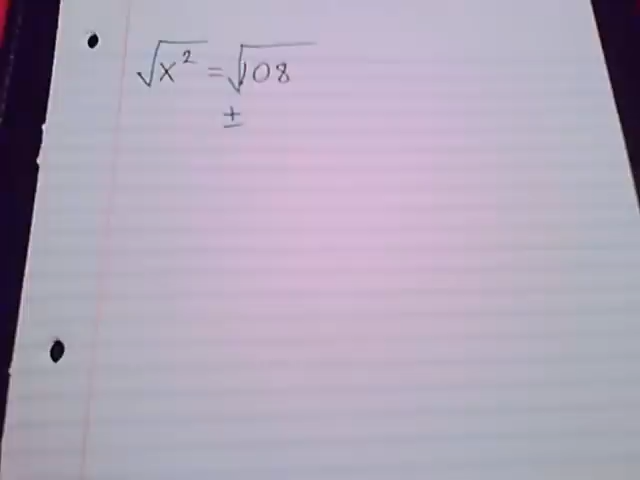 √x² = √108
±